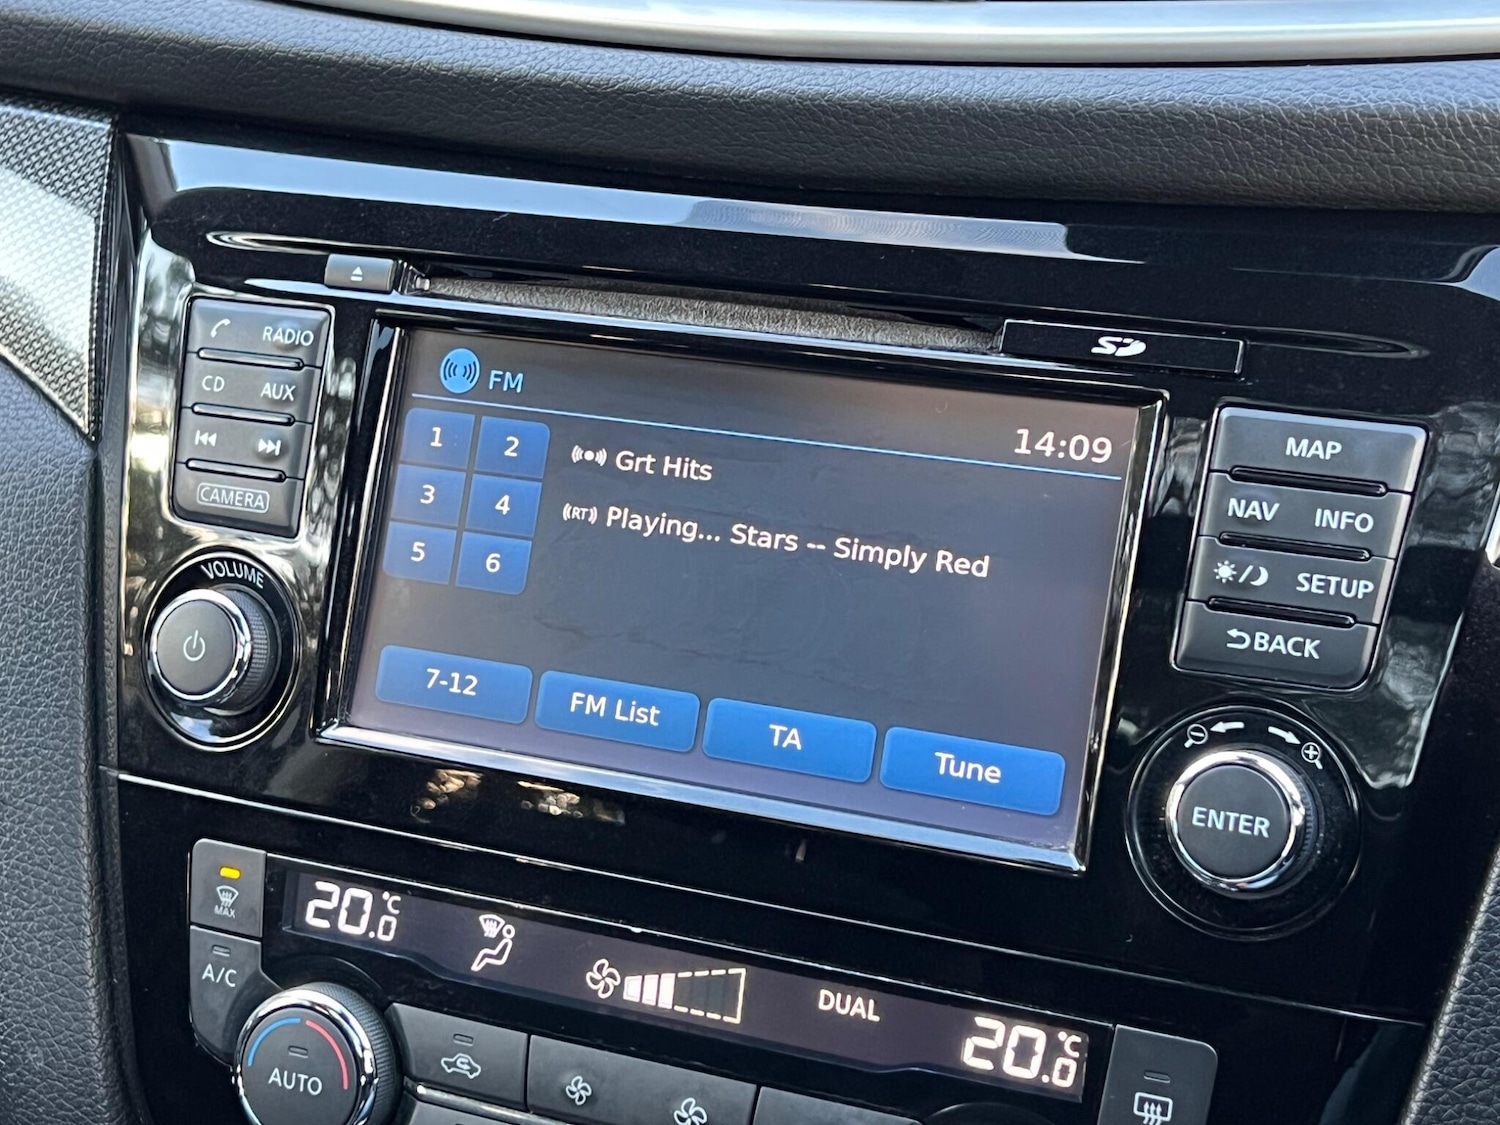 SD
RADIO
CD AUX
CAMERA
VOLUME
FM
14:09
1 2
3 4
5 6
Grt Hits
(RT) Playing... Stars -- Simply Red
7-12 FM List TA Tune
MAP
NAV INFO
SETUP
BACK
ENTER
MAX
A/C
20.0°C
DUAL
20.0°C
AUTO